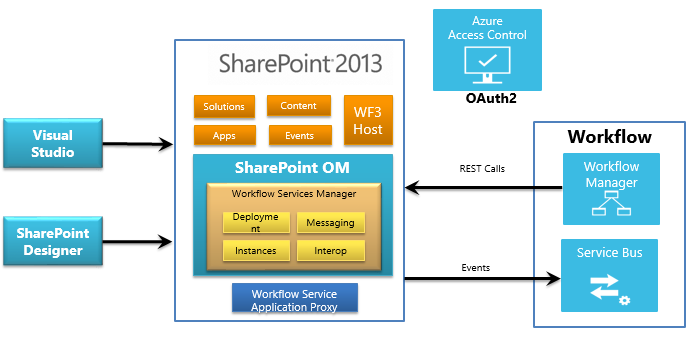 Azure
Access Control
OAuth2
SharePoint 2013
Solutions
Content
WF3
Host
Apps
Events
Visual
Studio
SharePoint
Designer
SharePoint OM
Workflow Services Manager
Deployme
nt
Messaging
Instances
Interop
Workflow Service
Application Proxy
REST Calls
Events
Workflow
Workflow
Manager
Service Bus